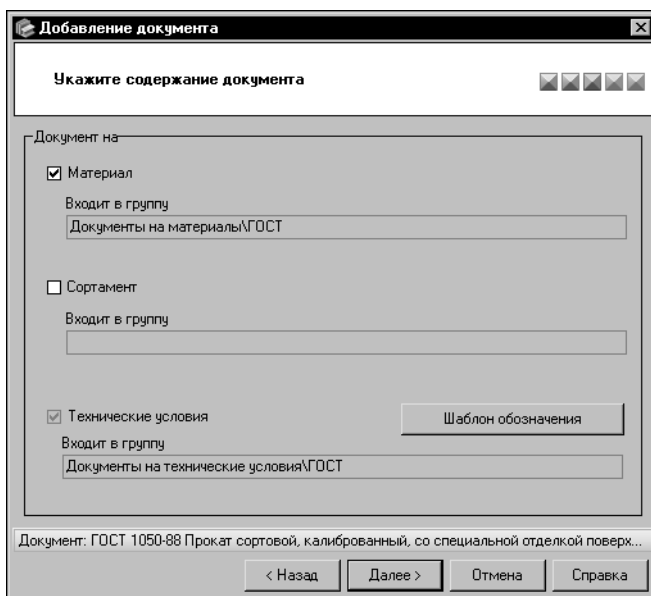 Добавление документа
Укажите содержание документа
Документ на
Материал
Входит в группу
Документы на материалы\ГОСТ
Сортамент
Входит в группу
Технические условия
Шаблон обозначения
Входит в группу
Документы на технические условия\ГОСТ
Документ: ГОСТ 1050-88 Прокат сортовой, калиброванный, со специальной отделкой поверх...
< Назад
Далее >
Отмена
Справка